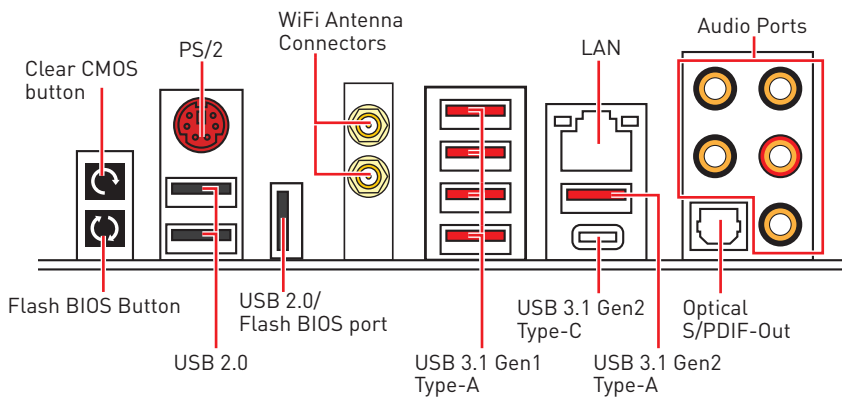 Clear CMOS
button
PS/2
WiFi Antenna
Connectors
LAN
Audio Ports
Flash BIOS Button
USB 2.0
USB 2.0/
Flash BIOS port
USB 3.1 Gen1
Type-A
USB 3.1 Gen2
Type-C
USB 3.1 Gen2
Type-A
Optical
S/PDIF-Out